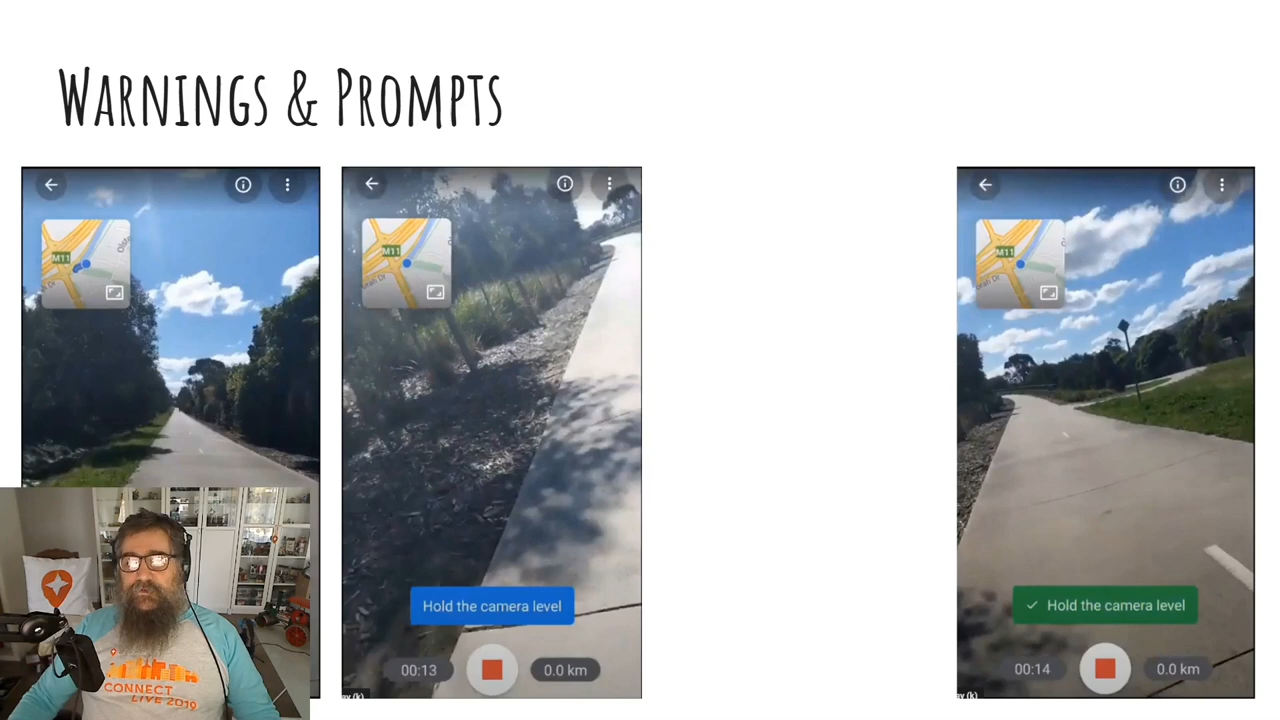 WARNINGS & PROMPTS
M11
M11
M11
Hold the camera level
Hold the camera level
00:13
0.0 km
00:14
0.0 km
CONNECT
LIVE 2019